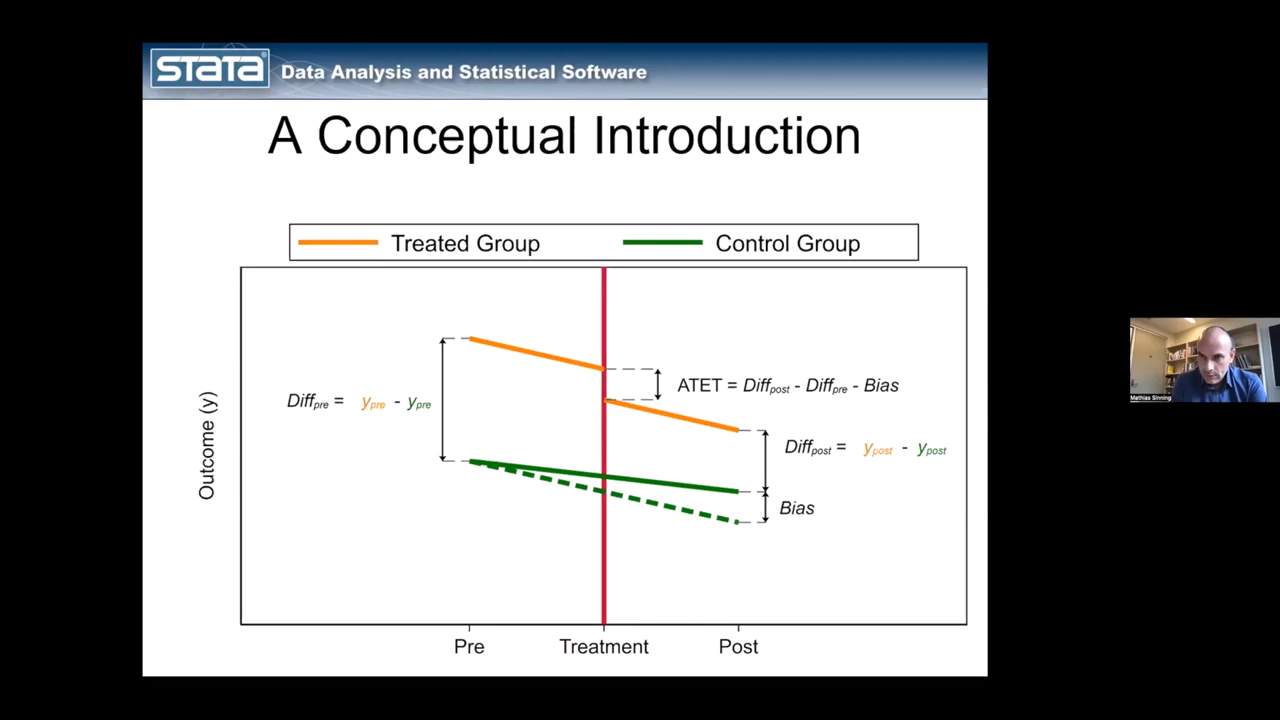 stata® Data Analysis and Statistical Software
A Conceptual Introduction
Treated Group Control Group
Outcome (y)
Diffpre = ypre - ypre
ATET = Diffpost - Diffpre - Bias
Diffpost = ypost - ypost
Bias
Pre Treatment Post
Mathias Sinning